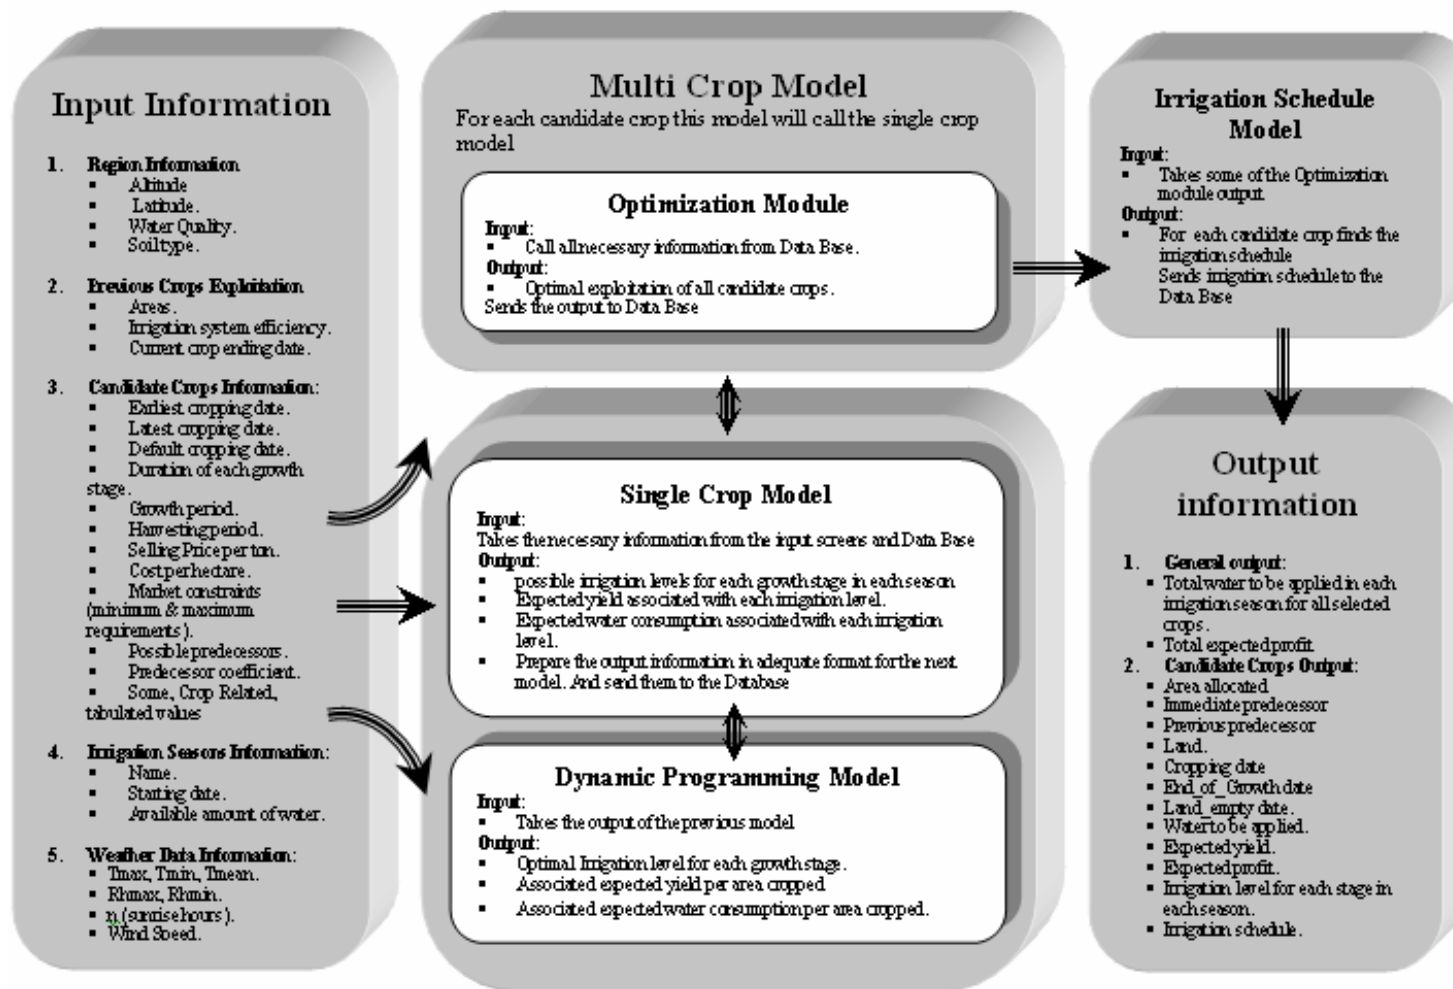 Input Information
1. Region Information
▪ Altitude
▪ Latitude.
▪ Water Quality.
▪ Soil type.
2. Previous Crops Exploitation
▪ Areas.
▪ Irrigation system efficiency.
▪ Current crop ending date.
3. Candidate Crops Information:
▪ Earliest cropping date.
▪ Latest cropping date.
▪ Default cropping date.
▪ Duration of each growth
stage.
▪ Growth period.
▪ Harvesting period.
▪ Selling Price per ton.
▪ Cost per hectare.
▪ Market constraints
(minimum & maximum
requirements).
▪ Possible predecessors.
▪ Predecessor coefficient.
▪ Some, Crop Related,
tabulated values
4. Irrigation Seasons Information:
▪ Name.
▪ Starting date.
▪ Available amount of water.
5. Weather Data Information:
▪ Tmax, Tmin, Tmean.
▪ Rhmax, Rhmin.
▪ n (sunrise hours).
▪ Wind Speed.
Multi Crop Model
For each candidate crop this model will call the single crop
model
Optimization Module
Input:
▪ Call all necessary information from Data Base.
Output:
▪ Optimal exploitation of all candidate crops.
Sends the output to Data Base
Single Crop Model
Input:
Takes the necessary information from the input screens and Data Base
Output:
▪ possible irrigation levels for each growth stage in each season
▪ Expected yield associated with each irrigation level.
▪ Expected water consumption associated with each irrigation
level.
▪ Prepare the output information in adequate format for the next
model. And send them to the Database
Dynamic Programming Model
Input:
▪ Takes the output of the previous model
Output:
▪ Optimal Irrigation level for each growth stage.
▪ Associated expected yield per area cropped
▪ Associated expected water consumption per area cropped.
Irrigation Schedule
Model
Input:
▪ Takes some of the Optimization
module output
Output:
▪ For each candidate crop finds the
irrigation schedule
Sends irrigation schedule to the
Data Base
Output
information
1. General output:
▪ Total water to be applied in each
irrigation season for all selected
crops.
▪ Total expected profit
2. Candidate Crops Output:
▪ Area allocated
▪ Immediate predecessor
▪ Previous predecessor
▪ Land.
▪ Cropping date
▪ End_of_Growth date
▪ Land_empty date.
▪ Water to be applied.
▪ Expected yield.
▪ Expected profit.
▪ Irrigation level for each stage in
each season.
▪ Irrigation schedule.